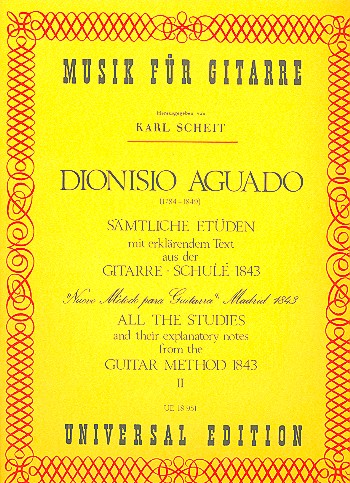 MUSIK FÜR GITARRE
Herausgegeben von
KARL SCHEIT
DIONISIO AGUADO
(1784-1849)
SÄMTLICHE ETÜDEN
mit erklärendem Text
aus der
GITARRE-SCHULE 1843
„Nuevo Método para Guitarra“ Madrid 1843
ALL THE STUDIES
and their explanatory notes
from the
GUITAR METHOD 1843
II
UE 18 951
UNIVERSAL EDITION